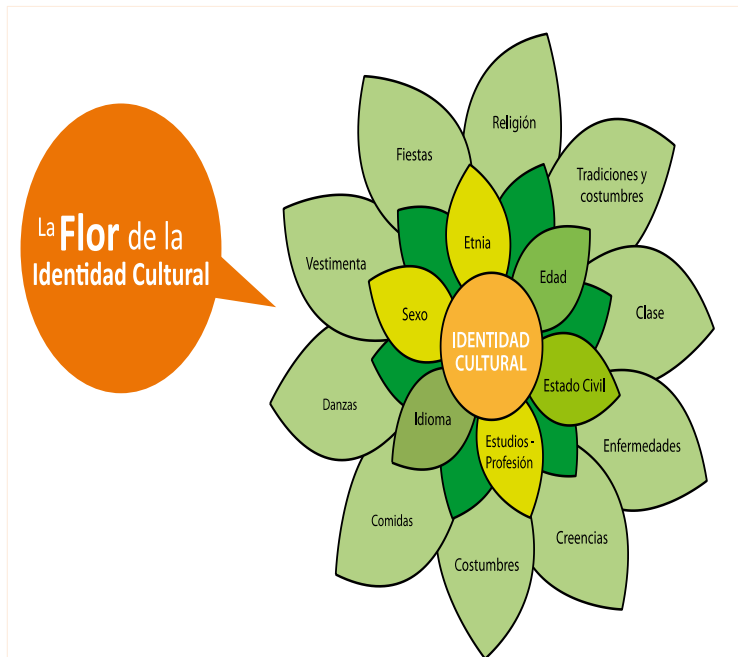 La Flor de la
Identidad Cultural
Religión
Fiestas
Tradiciones y
costumbres
Etnia
Vestimenta
Edad
Sexo
Clase
IDENTIDAD
CULTURAL
Estado Civil
Danzas
Idioma
Estudios -
Profesión
Enfermedades
Comidas
Creencias
Costumbres